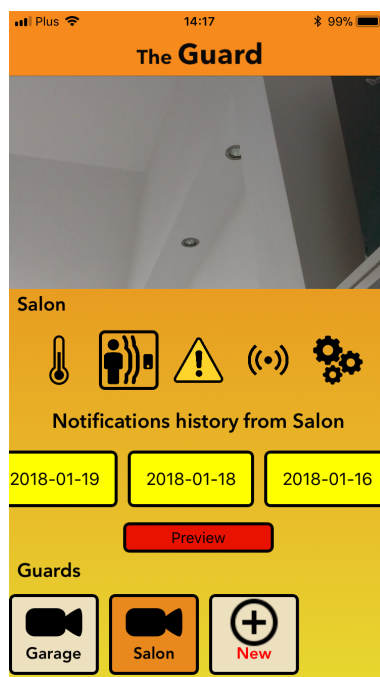 Plus 14:17 99%
The Guard
Salon
Notifications history from Salon
2018-01-19 2018-01-18 2018-01-16
Preview
Guards
Garage Salon New